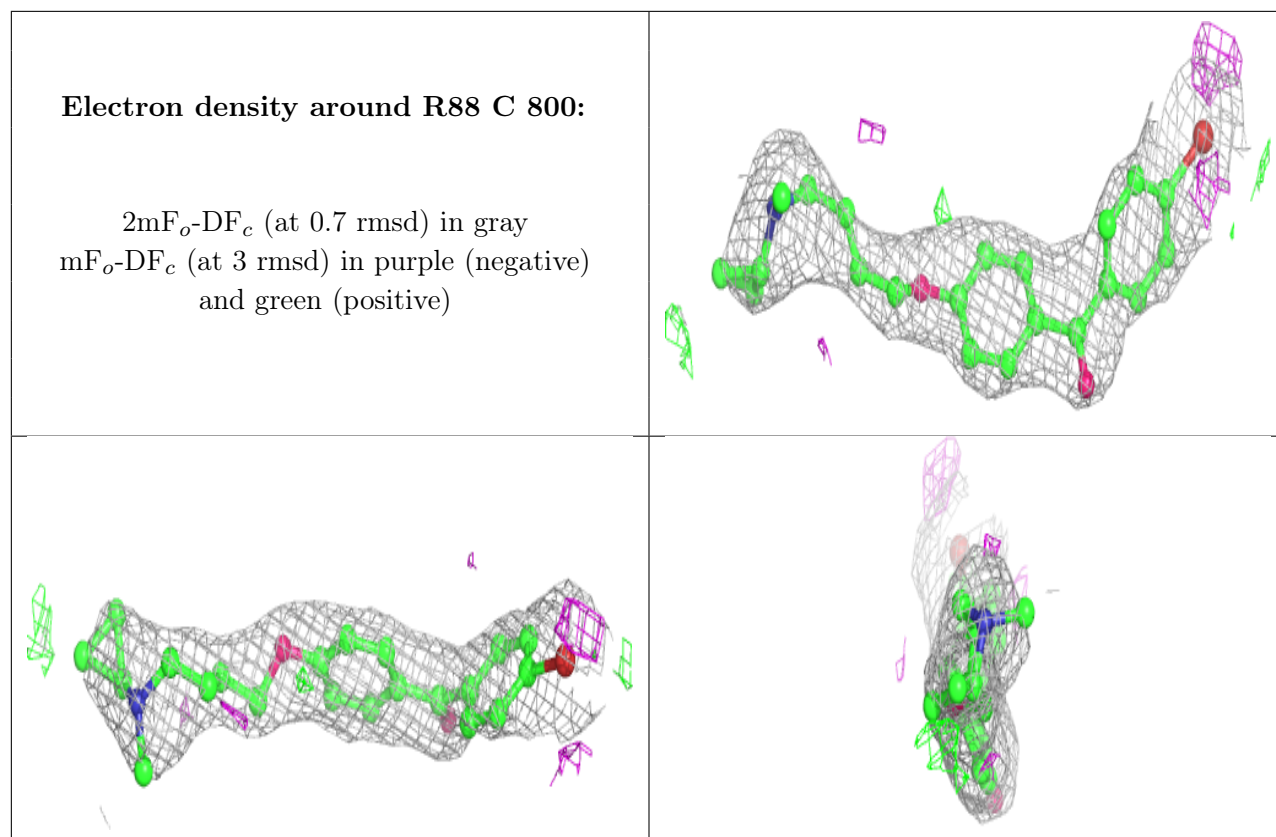 Electron density around R88 C 800:
2mFo-DFc (at 0.7 rmsd) in gray
mFo-DFc (at 3 rmsd) in purple (negative)
and green (positive)